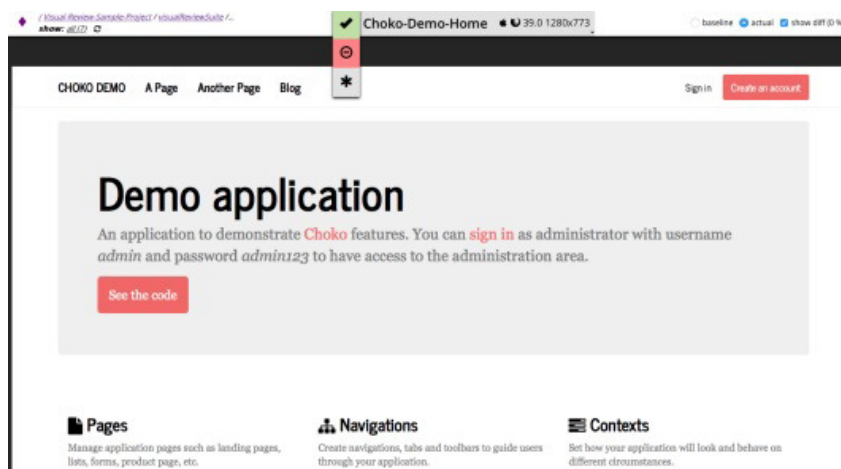 / Visual Review Sample Project / visualReviewSuite /...
show: all (7)
Choko-Demo-Home 39.0 1280x773
baseline actual show diff (0 %
CHOKO DEMO A Page Another Page Blog
Sign in Create an account
Demo application
An application to demonstrate Choko features. You can sign in as administrator with username
admin and password admin123 to have access to the administration area.
See the code
Pages
Manage application pages such as landing pages,
lists, forms, product page, etc.
Navigations
Create navigations, tabs and toolbars to guide users
through your application.
Contexts
Set how your application will look and behave on
different circumstances.